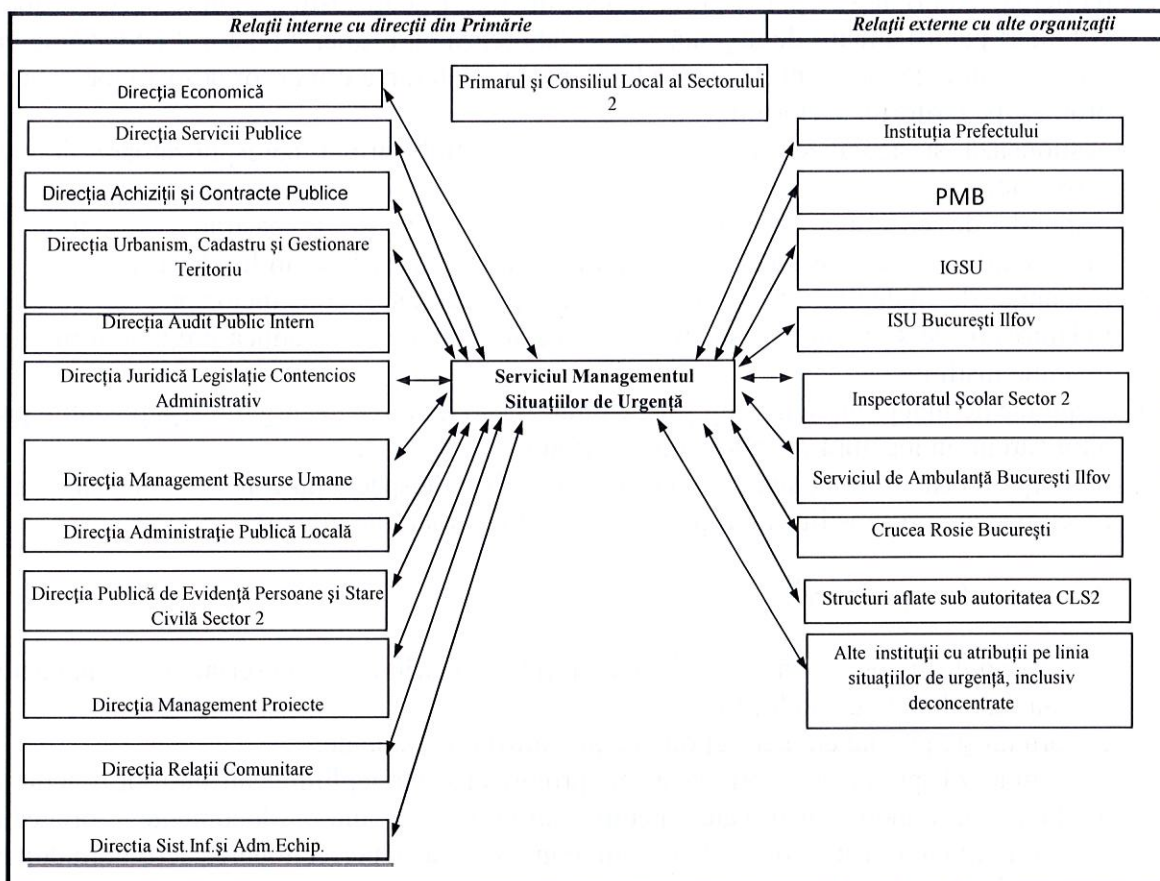 Relații interne cu direcții din Primărie
Relații externe cu alte organizații
Primarul și Consiliul Local al Sectorului
2
Direcția Economică
Direcția Servicii Publice
Direcția Achiziții și Contracte Publice
Direcția Urbanism, Cadastru și Gestionare
Teritoriu
Direcția Audit Public Intern
Direcția Juridică Legislație Contencios
Administrativ
Direcția Management Resurse Umane
Direcția Administrație Publică Locală
Direcția Publică de Evidență Persoane și Stare
Civilă Sector 2
Direcția Management Proiecte
Direcția Relații Comunitare
Directia Sist.Inf.și Adm.Echip.
Serviciul Managementul
Situațiilor de Urgență
Instituția Prefectului
PMB
IGSU
ISU București Ilfov
Inspectoratul Școlar Sector 2
Serviciul de Ambulanță București Ilfov
Crucea Rosie București
Structuri aflate sub autoritatea CLS2
Alte instituții cu atribuții pe linia
situațiilor de urgență, inclusiv
deconcentrate